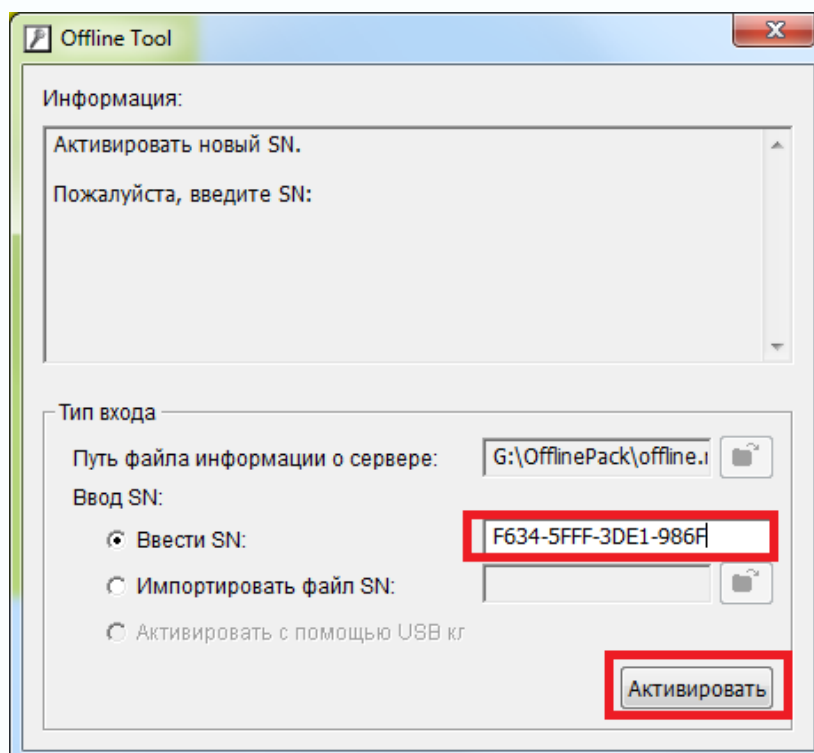 Offline Tool
Информация:
Активировать новый SN.
Пожалуйста, введите SN:
Тип входа
Путь файла информации о сервере: G:\OfflinePack\offline.
Ввод SN:
Ввести SN: F634-5FFF-3DE1-986F
Импортировать файл SN:
Активировать с помощью USB кг
Активировать